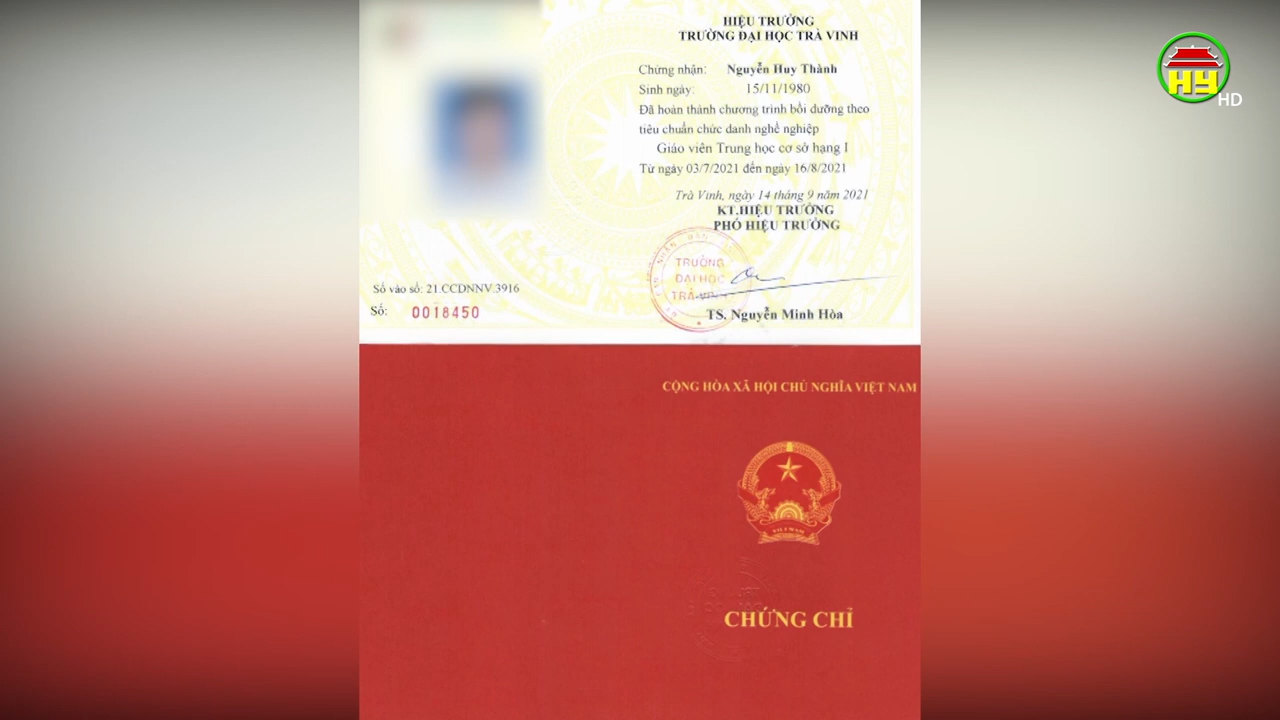 HIỆU TRƯỞNG
TRƯỜNG ĐẠI HỌC TRÀ VINH
Chứng nhận: Nguyễn Huy Thành
Sinh ngày: 15/11/1980
Đã hoàn thành chương trình bồi dưỡng theo
tiêu chuẩn chức danh nghề nghiệp
Giáo viên Trung học cơ sở hạng I
Từ ngày 03/7/2021 đến ngày 16/8/2021
Trà Vinh, ngày 14 tháng 9 năm 2021
KT.HIỆU TRƯỞNG
PHÓ HIỆU TRƯỞNG
TRƯỜNG
ĐẠI HỌC
TRÀ VINH
TS. Nguyễn Minh Hòa
Số vào sổ: 21.CCDNNV.3916
Số: 0018450
CỘNG HÒA XÃ HỘI CHỦ NGHĨA VIỆT NAM
VIỆT NAM
CHỨNG CHỈ
HY
HD